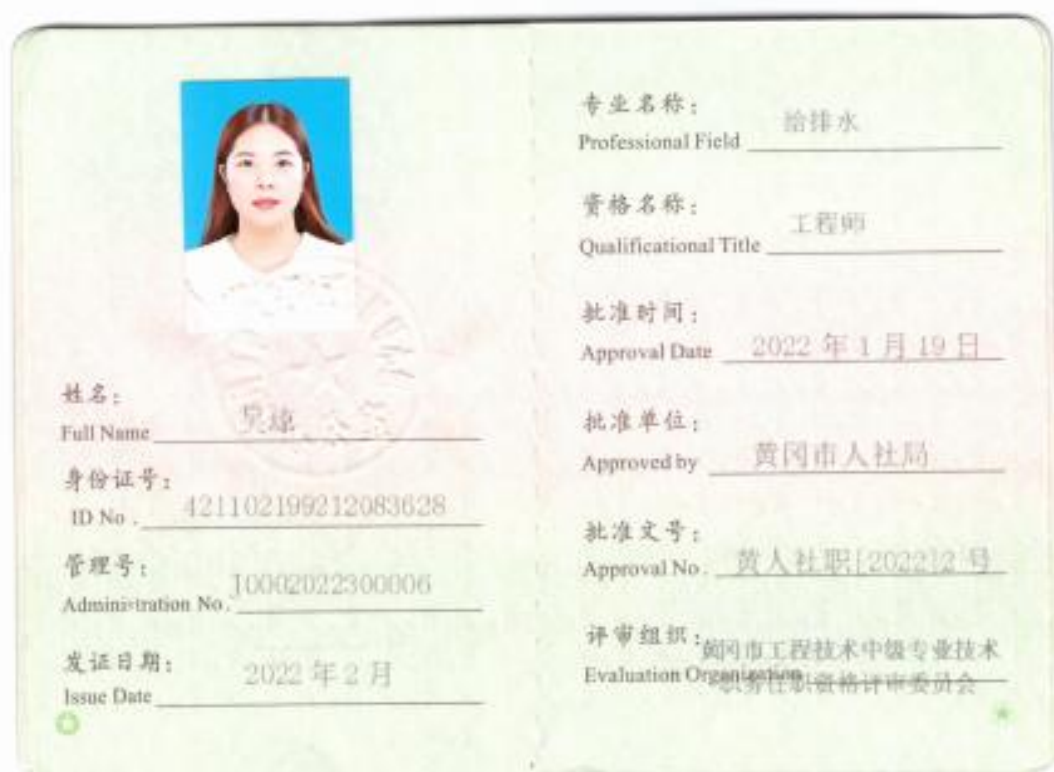 姓名：
Full Name 吴琼
身份证号：
ID No . 421102199212083628
管理号：
Administration No . J0002022300006
发证日期：
Issue Date 2022 年 2 月
专业名称：
Professional Field 给排水
资格名称：
Qualificational Title 工程师
批准时间：
Approval Date 2022 年 1 月 19 日
批准单位：
Approved by 黄冈市人社局
批准文号：
Approval No . 黄人社职[2022]2 号
评审组织：黄冈市工程技术中级专业技术
Evaluation Organization 职务任职资格评审委员会